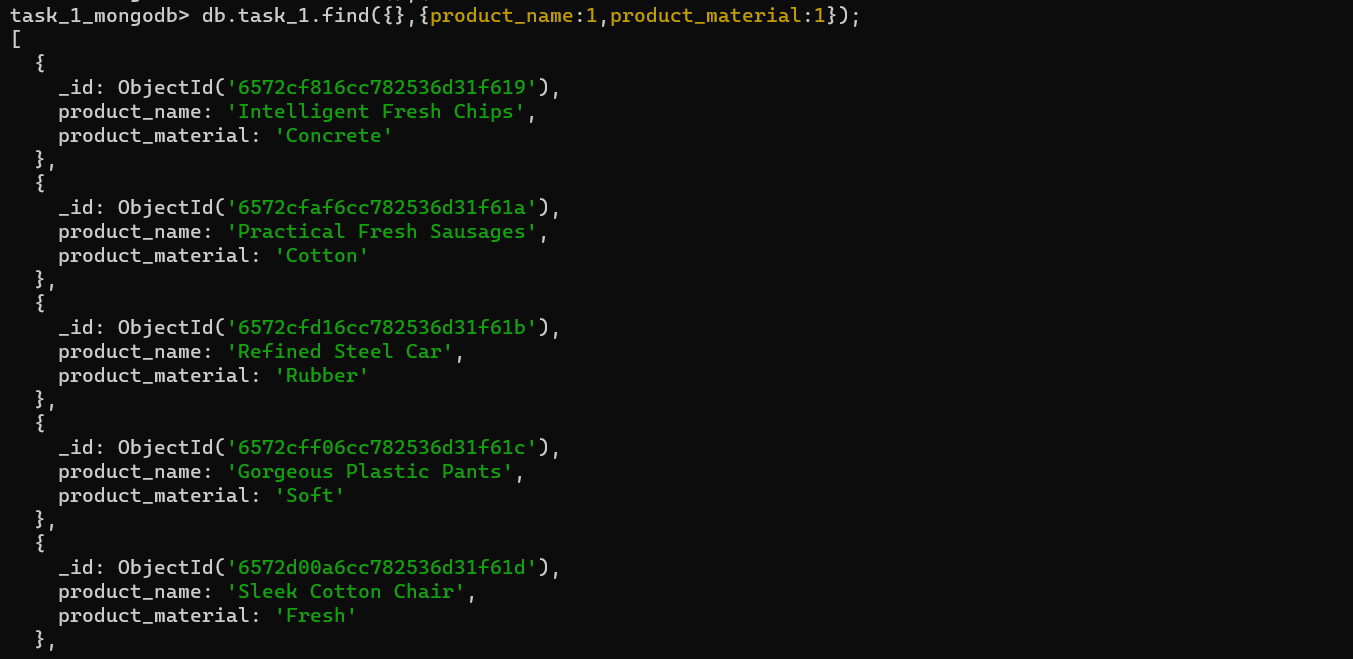 task_1_mongodb> db.task_1.find({},{product_name:1,product_material:1});
[
  {
    _id: ObjectId('6572cf816cc782536d31f619'),
    product_name: 'Intelligent Fresh Chips',
    product_material: 'Concrete'
  },
  {
    _id: ObjectId('6572cfaf6cc782536d31f61a'),
    product_name: 'Practical Fresh Sausages',
    product_material: 'Cotton'
  },
  {
    _id: ObjectId('6572cfd16cc782536d31f61b'),
    product_name: 'Refined Steel Car',
    product_material: 'Rubber'
  },
  {
    _id: ObjectId('6572cff06cc782536d31f61c'),
    product_name: 'Gorgeous Plastic Pants',
    product_material: 'Soft'
  },
  {
    _id: ObjectId('6572d00a6cc782536d31f61d'),
    product_name: 'Sleek Cotton Chair',
    product_material: 'Fresh'
  },